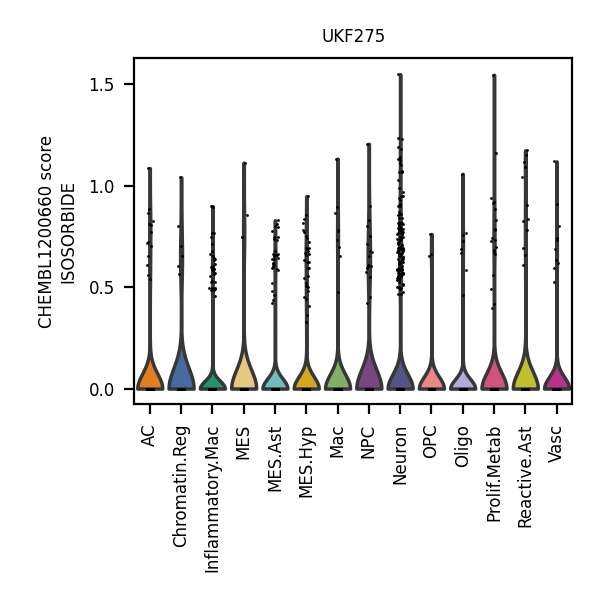 UKF275
CHEMBL1200660 score
ISOSORBIDE
1.5
1.0
0.5
0.0
AC
Chromatin.Reg
Inflammatory.Mac
MES
MES.Ast
MES.Hyp
Mac
NPC
Neuron
OPC
Oligo
Prolif.Metab
Reactive.Ast
Vasc